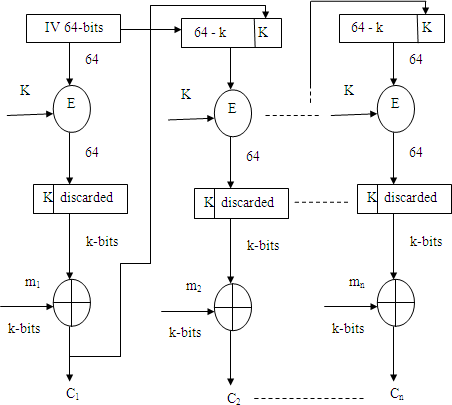 IV 64-bits
64 - k K
64 - k K
64
64
K
E
K
E
K
E
64
64
64
K discarded
K discarded
K discarded
k-bits
k-bits
k-bits
m1
m2
mn
k-bits
k-bits
k-bits
C1
C2
Cn